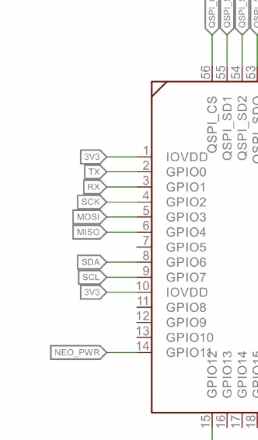 QSPI_
QSPI_
QSPI_
QSPI_
56
55
54
53
QSPI_CS
QSPI_SD1
QSPI_SD2
3V3 1 IOVDD
TX 2 GPIO0
RX 3 GPIO1
SCK 4 GPIO2
MOSI 5 GPIO3
MISO 6 GPIO4
7 GPIO5
SDA 8 GPIO6
SCL 9 GPIO7
3V3 10 IOVDD
11 GPIO8
12 GPIO9
13 GPIO10
NEO_PWR 14 GPIO11
GPIO12
GPIO13
GPIO14
GPIO15
15
16
17
18